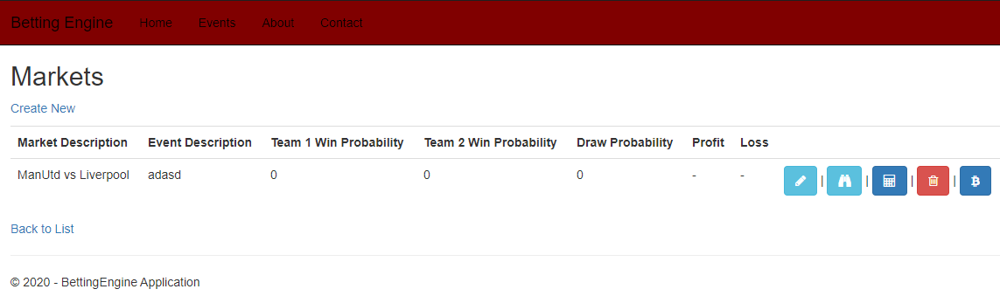 Betting Engine Home Events About Contact
Markets
Create New
Market Description Event Description Team 1 Win Probability Team 2 Win Probability Draw Probability Profit Loss
ManUtd vs Liverpool adasd 0 0 0 - - | | | |
Back to List
© 2020 - BettingEngine Application